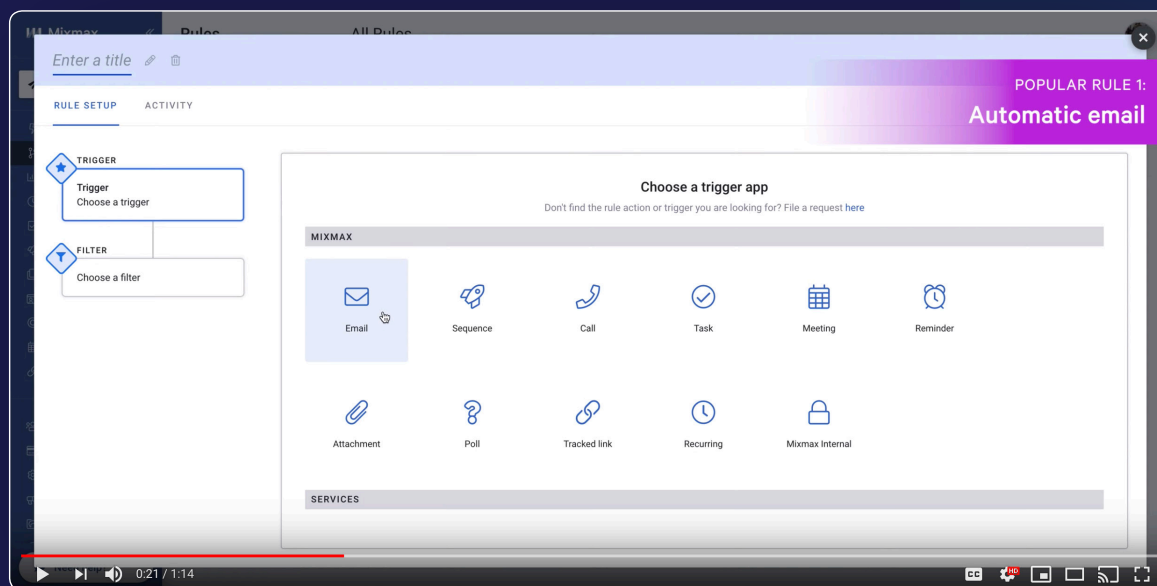 Mixmax
Rules
All Rules
Enter a title
POPULAR RULE 1:
Automatic email
RULE SETUP
ACTIVITY
TRIGGER
Trigger
Choose a trigger
FILTER
Choose a filter
Choose a trigger app
Don't find the rule action or trigger you are looking for? File a request here
MIXMAX
Email
Sequence
Call
Task
Meeting
Reminder
Attachment
Poll
Tracked link
Recurring
Mixmax Internal
SERVICES
0:21 / 1:14
CC
HD